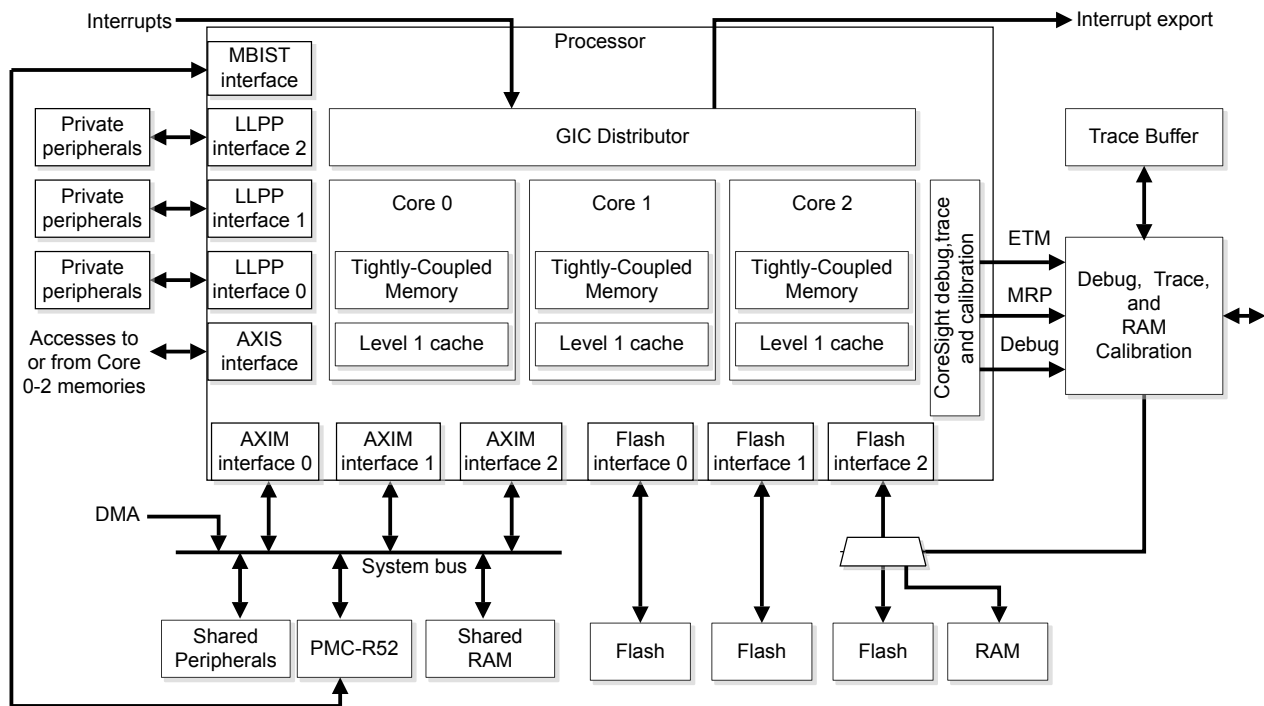 Interrupts
Interrupt export
Processor
MBIST
interface
Private
peripherals
LLPP
interface 2
GIC Distributor
Trace Buffer
Private
peripherals
LLPP
interface 1
Core 0
Core 1
Core 2
CoreSight debug,trace
and calibration
ETM
MRP
Debug
Debug, Trace,
and
RAM
Calibration
Private
peripherals
LLPP
interface 0
Tightly-Coupled
Memory
Tightly-Coupled
Memory
Tightly-Coupled
Memory
Accesses to
or from Core
0-2 memories
AXIS
interface
Level 1 cache
Level 1 cache
Level 1 cache
AXIM
interface 0
AXIM
interface 1
AXIM
interface 2
Flash
interface 0
Flash
interface 1
Flash
interface 2
DMA
System bus
Shared
Peripherals
PMC-R52
Shared
RAM
Flash
Flash
Flash
RAM